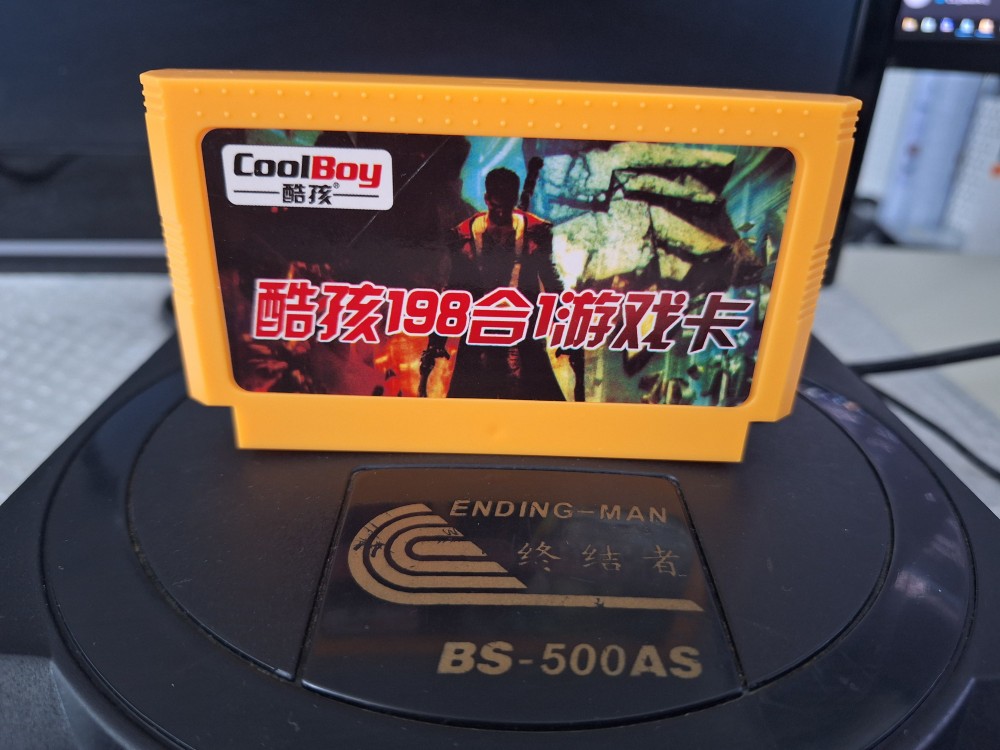 CoolBoy
酷孩®
酷孩198合1游戏卡
ENDING-MAN
终结者
BS-500AS